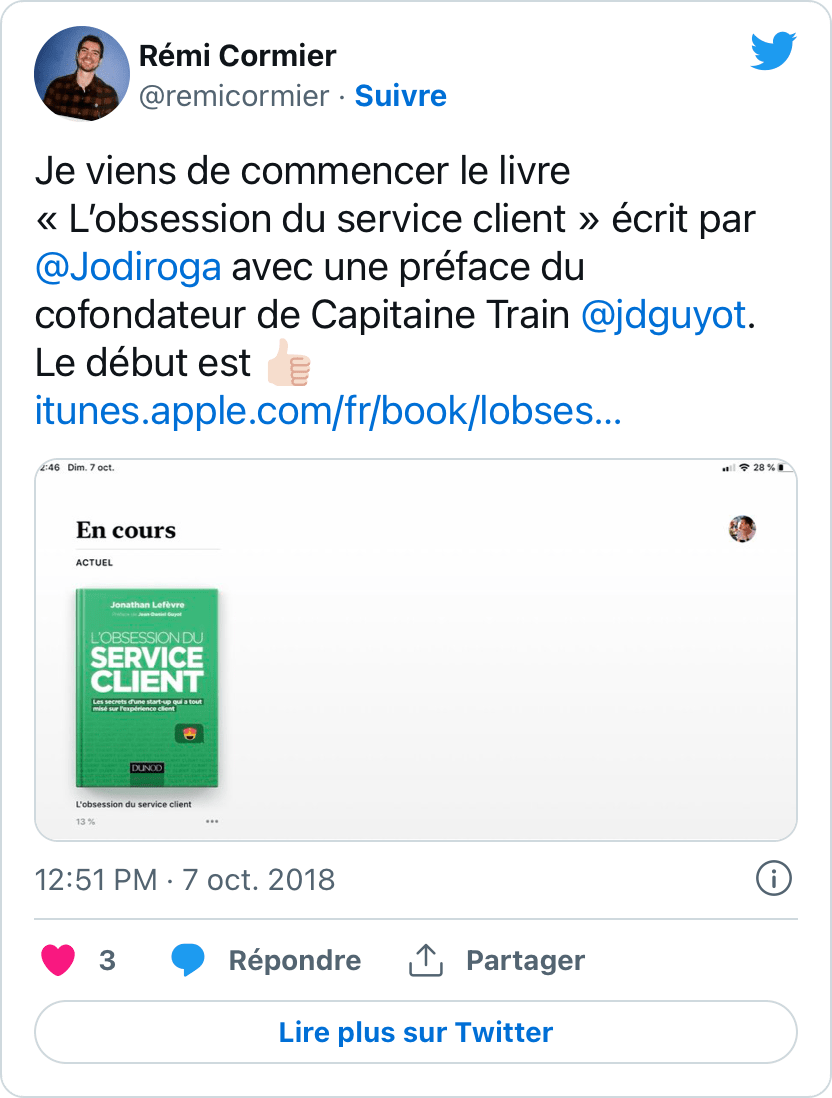 Rémi Cormier
@remicormier · Suivre
Je viens de commencer le livre
« L’obsession du service client » écrit par
@Jodiroga avec une préface du
cofondateur de Capitaine Train @jdguyot.
Le début est 👍🏻
itunes.apple.com/fr/book/lobses…
2:46 Dim. 7 oct.
28 %
En cours
ACTUEL
Jonathan Lefèvre
Préface de Jean-Daniel Guyot
L'OBSESSION DU
SERVICE
CLIENT
Les secrets d'une start-up qui a tout
misé sur l'expérience client
DUNOD
L'obsession du service client
13 %
12:51 PM · 7 oct. 2018
3 Répondre Partager
Lire plus sur Twitter